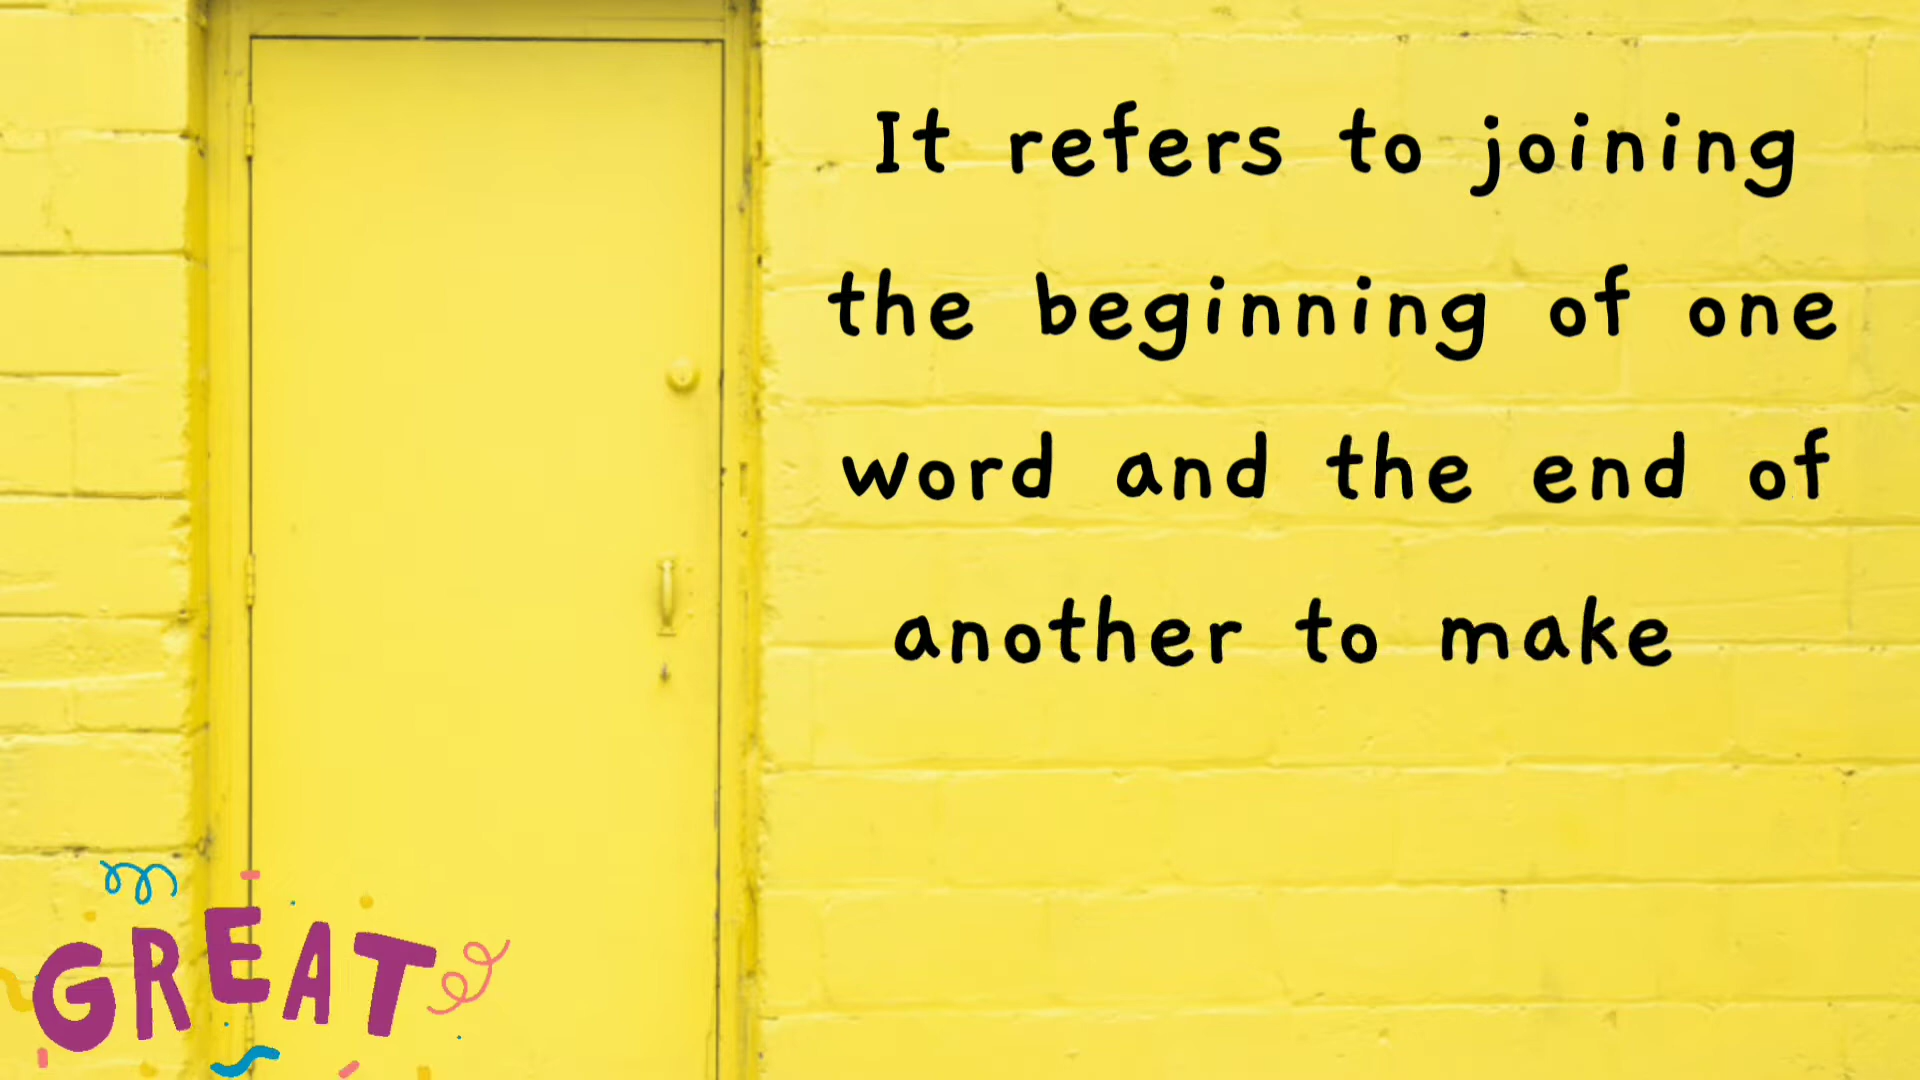 It refers to joining
the beginning of one
word and the end of
another to make
GREAT